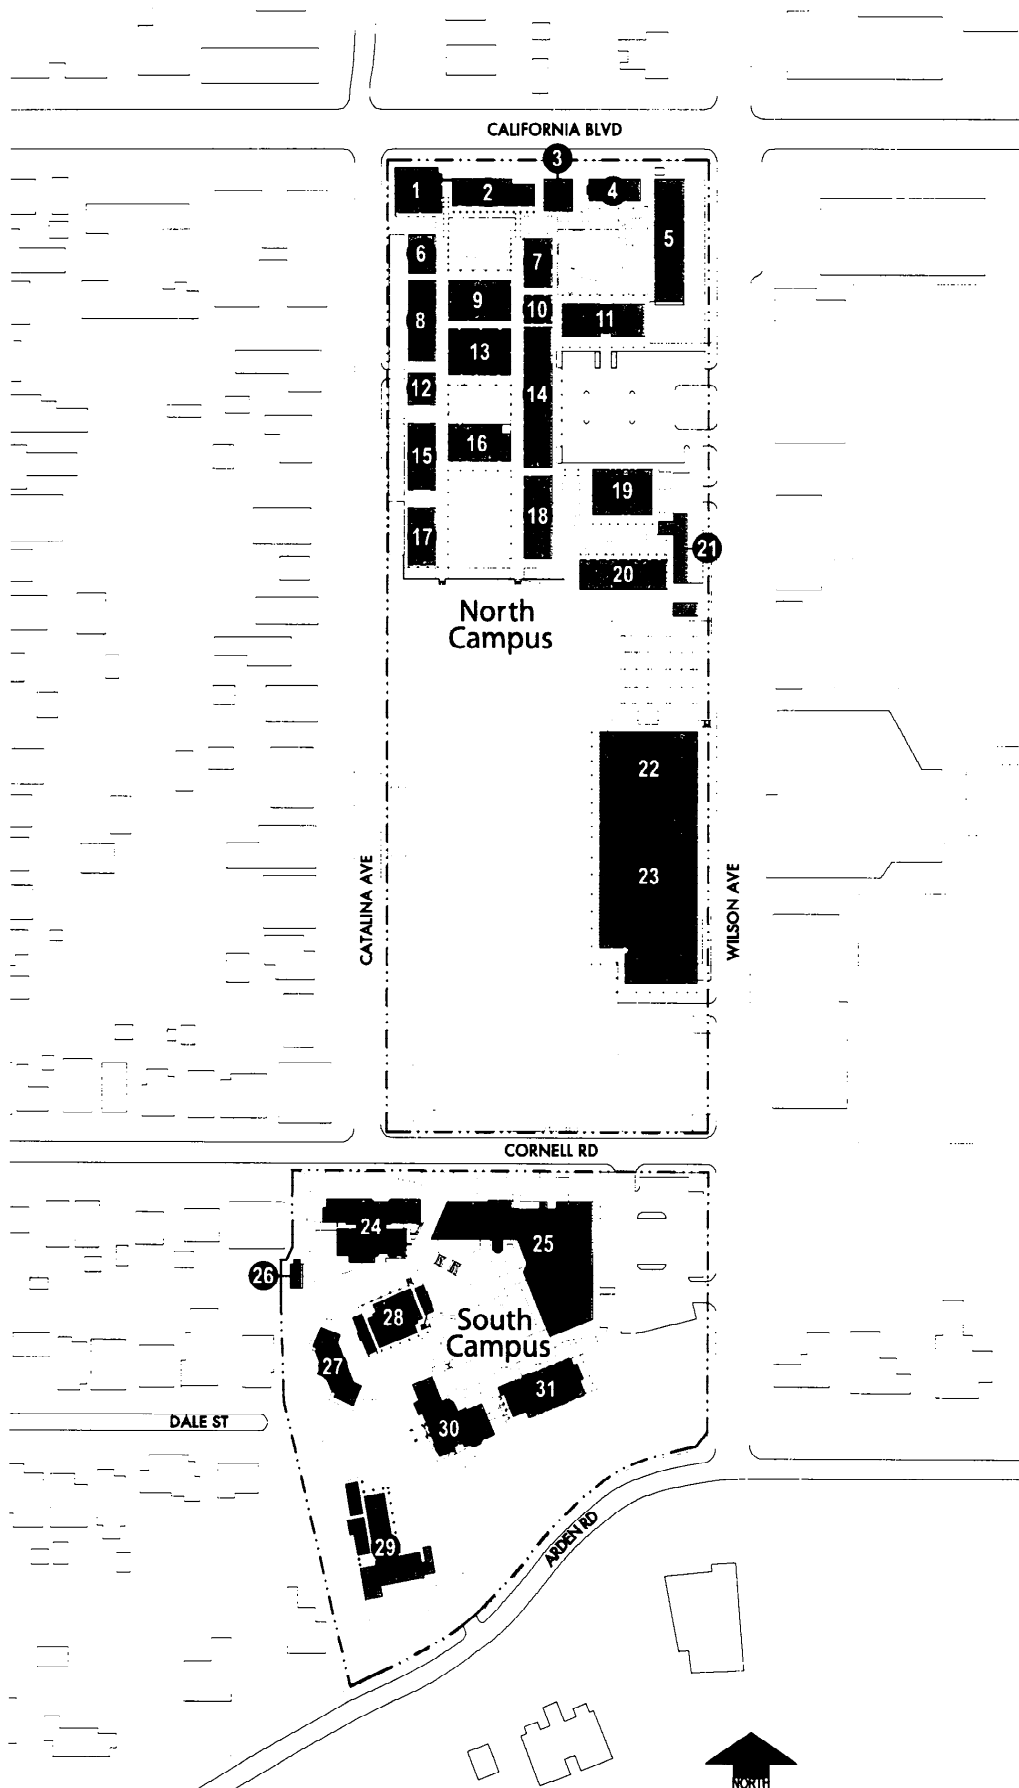 CALIFORNIA BLVD
3
1
2
4
5
6
7
9
8
10
11
13
12
14
16
15
19
18
17
21
20
North
Campus
22
23
CATALINA AVE
WILSON AVE
CORNELL RD
24
25
26
28
South
Campus
27
31
DALE ST
30
29
ARDEN RD
NORTH